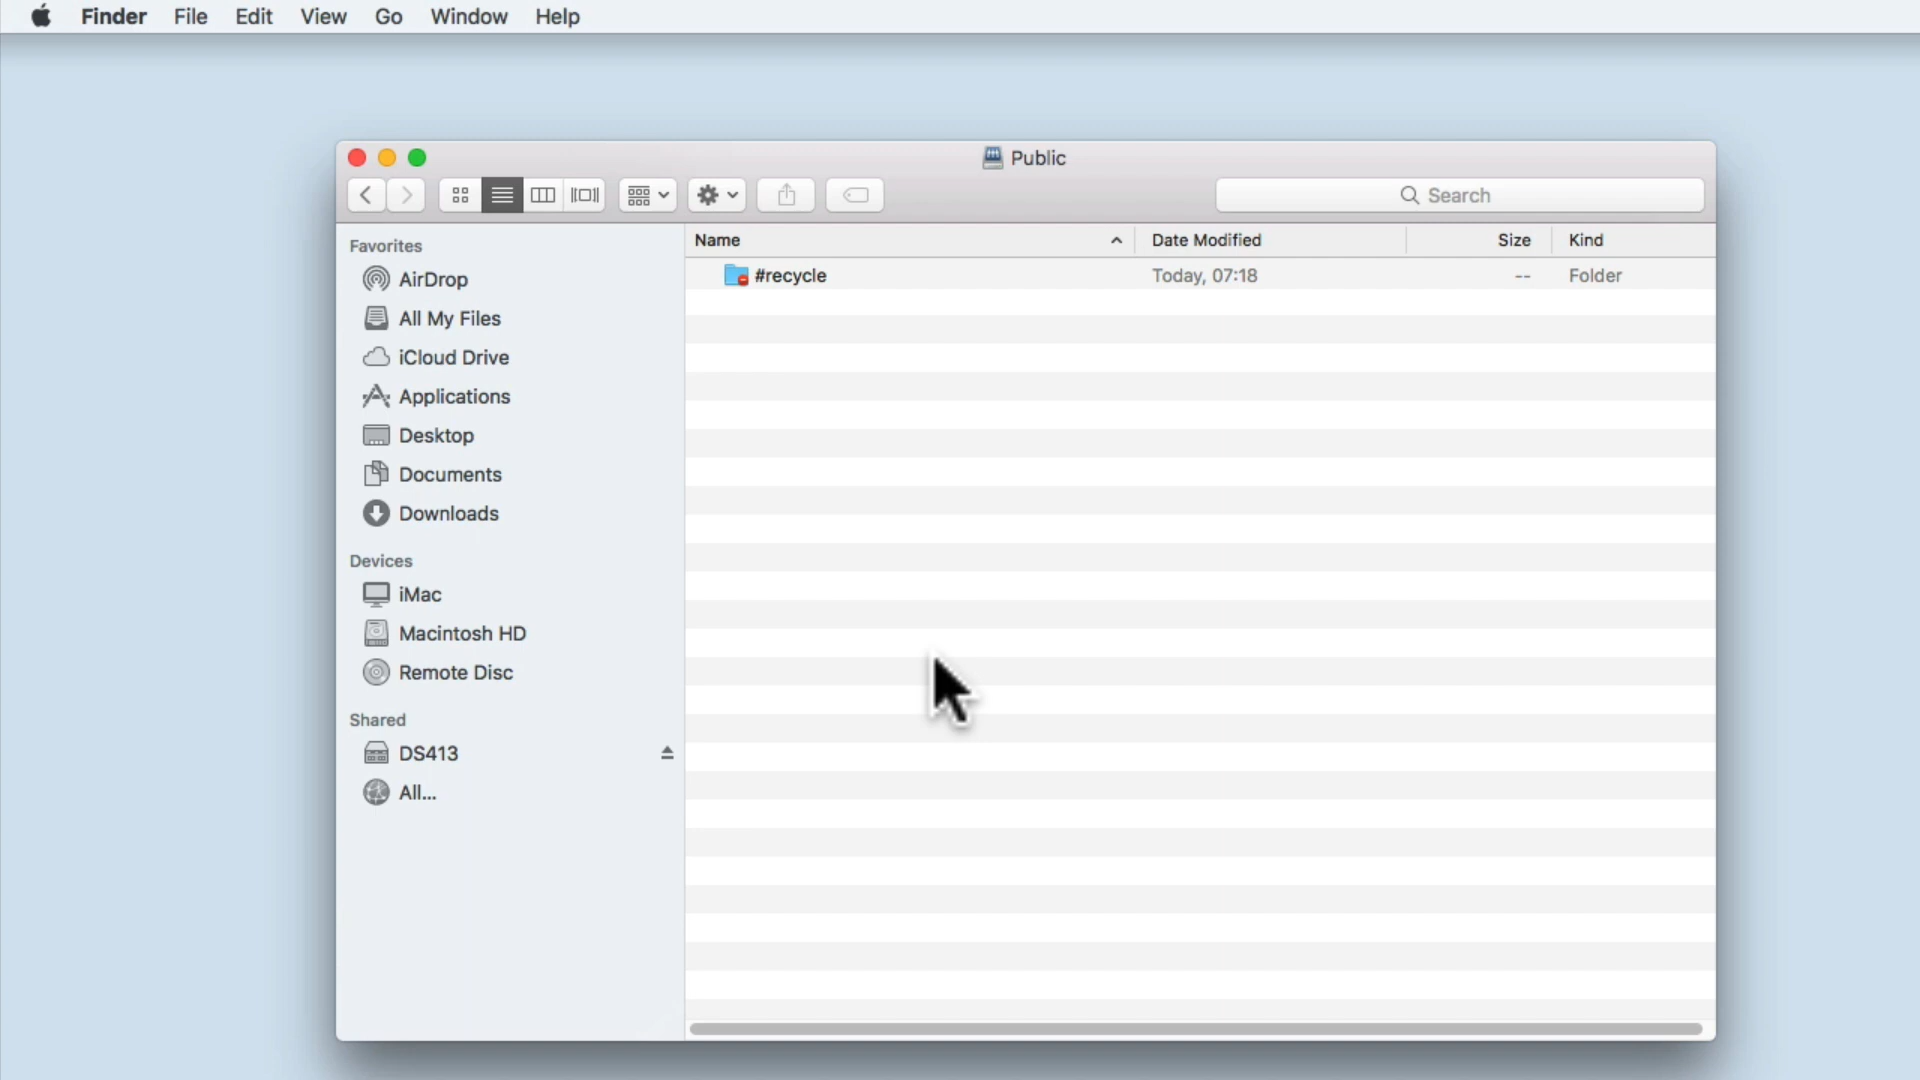 Finder File Edit View Go Window Help
Public
Search
Favorites
AirDrop
All My Files
iCloud Drive
Applications
Desktop
Documents
Downloads
Devices
iMac
Macintosh HD
Remote Disc
Shared
DS413
All...
Name Date Modified Size Kind
#recycle Today, 07:18 -- Folder